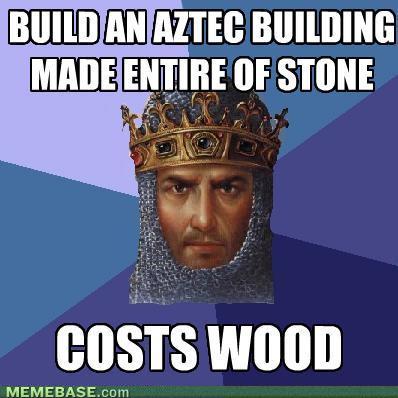 BUILD AN AZTEC BUILDING
MADE ENTIRE OF STONE
COSTS WOOD
MEMEBASE.com